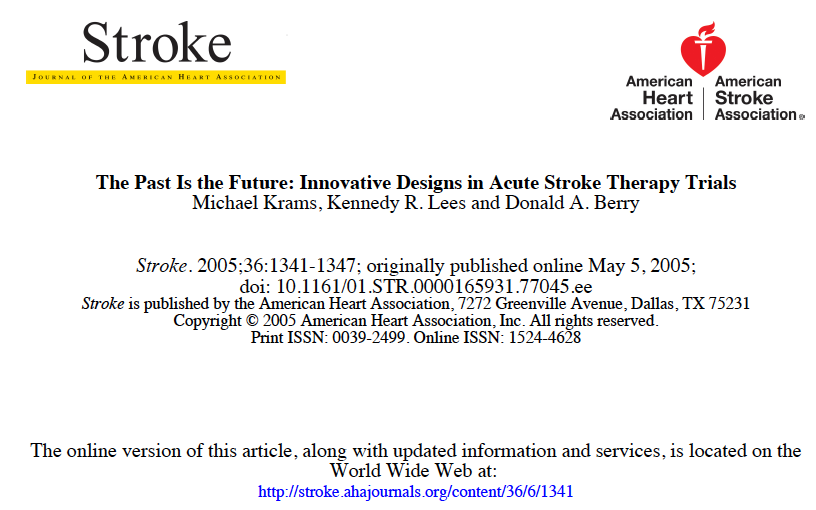 Stroke
JOURNAL OF THE AMERICAN HEART ASSOCIATION
American
Heart
Association
American
Stroke
Association®
The Past Is the Future: Innovative Designs in Acute Stroke Therapy Trials
Michael Krams, Kennedy R. Lees and Donald A. Berry
Stroke. 2005;36:1341-1347; originally published online May 5, 2005;
doi: 10.1161/01.STR.0000165931.77045.ee
Stroke is published by the American Heart Association, 7272 Greenville Avenue, Dallas, TX 75231
Copyright © 2005 American Heart Association, Inc. All rights reserved.
Print ISSN: 0039-2499. Online ISSN: 1524-4628
The online version of this article, along with updated information and services, is located on the
World Wide Web at:
http://stroke.ahajournals.org/content/36/6/1341